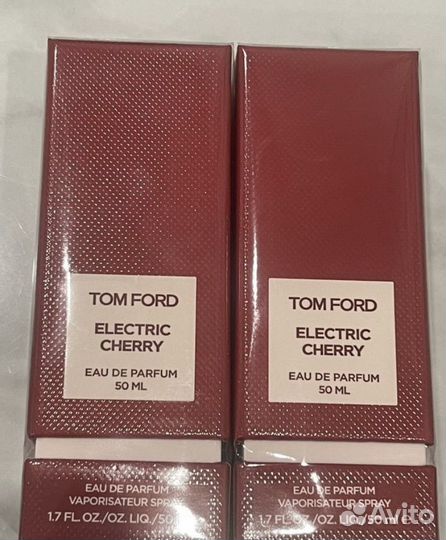 TOM FORD
ELECTRIC
CHERRY
EAU DE PARFUM
50 ML
EAU DE PARFUM
VAPORISATEUR SPRAY
1.7 FL. OZ./OZ. LIQ./50
TOM FORD
ELECTRIC
CHERRY
EAU DE PARFUM
50 ML
EAU DE PARFUM
VAPORISATEUR SPRAY
1.7 FL. OZ./OZ. LIQ./50 ml e
Avito